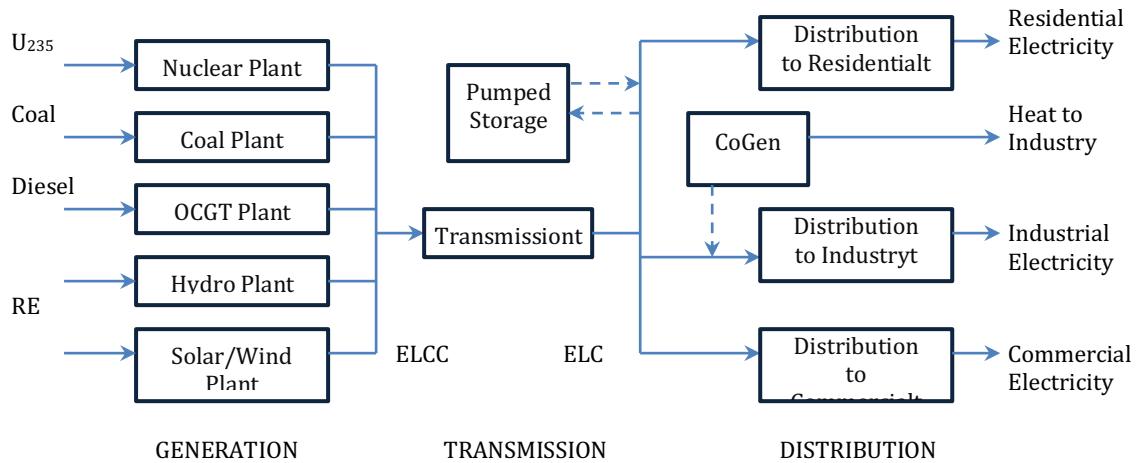 U235
Nuclear Plant
Coal
Coal Plant
Diesel
OCGT Plant
Hydro Plant
RE
Solar/Wind
Plant
ELCC
GENERATION
Pumped
Storage
Transmissiont
ELC
TRANSMISSION
Distribution
to Residentialt
Residential
Electricity
CoGen
Heat to
Industry
Distribution
to Industryt
Industrial
Electricity
Distribution
to
Commercialt
Commercial
Electricity
DISTRIBUTION